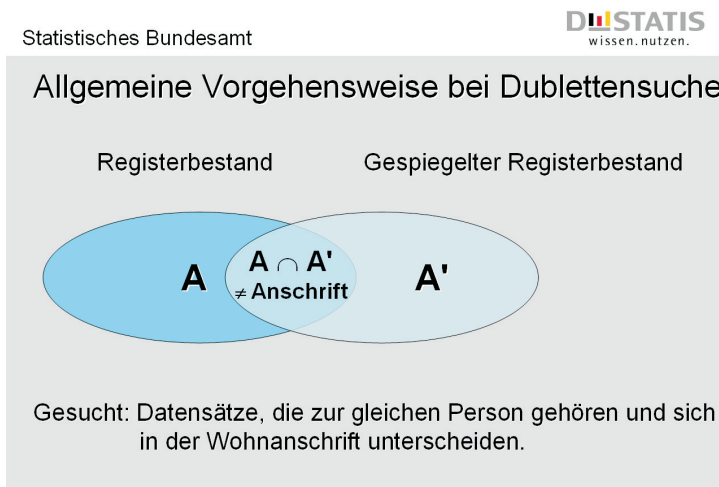 Statistisches Bundesamt
DESTATIS
wissen.nutzen.
Allgemeine Vorgehensweise bei Dublettensuche
Registerbestand
Gespiegelter Registerbestand
A
A ∩ A'
≠ Anschrift
A'
Gesucht: Datensätze, die zur gleichen Person gehören und sich
in der Wohnanschrift unterscheiden.